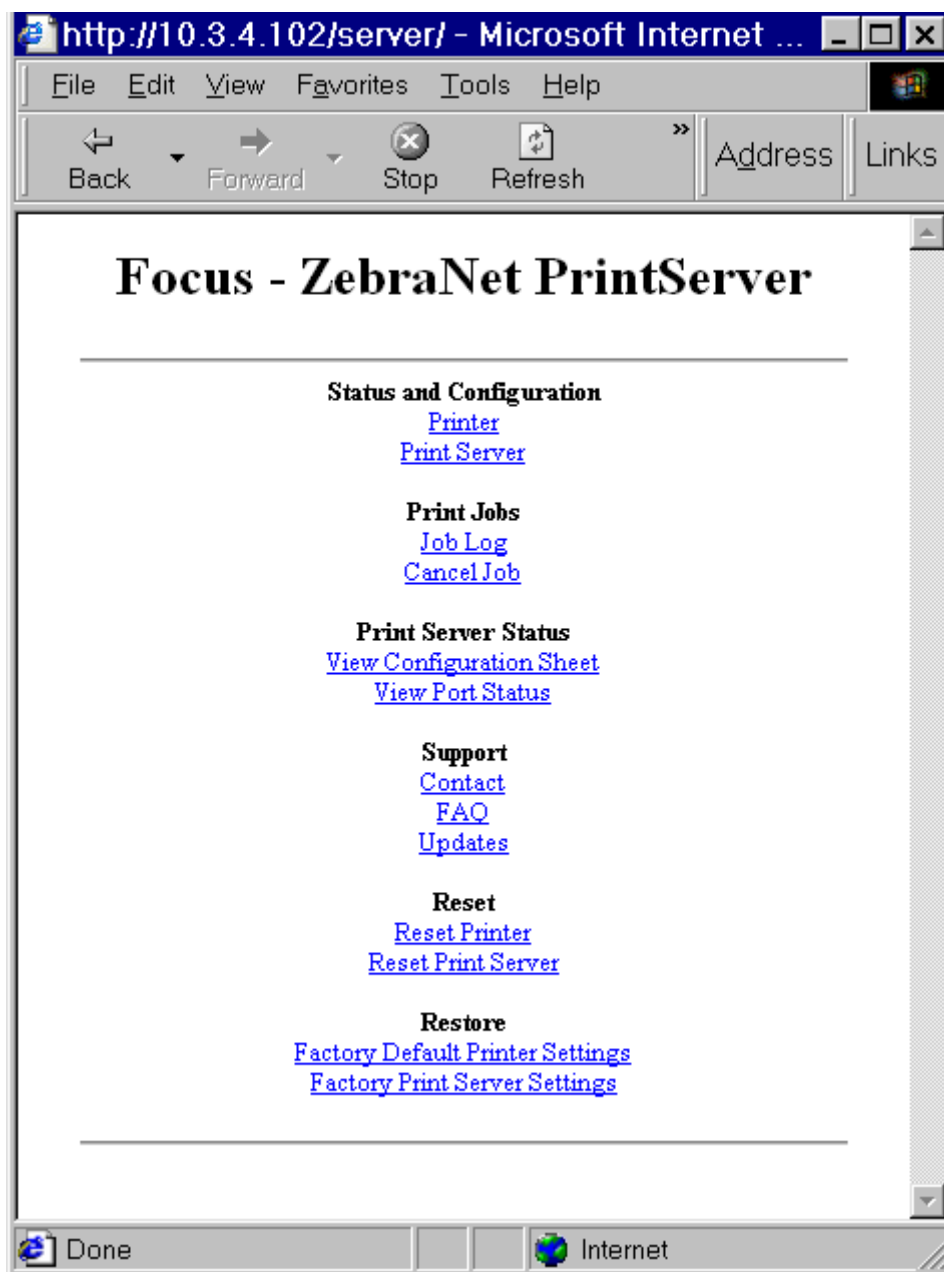 http://10.3.4.102/server/ - Microsoft Internet ...
File Edit View Favorites Tools Help
Back Forward Stop Refresh » Address Links
Focus - ZebraNet PrintServer
Status and Configuration
Printer
Print Server
Print Jobs
Job Log
Cancel Job
Print Server Status
View Configuration Sheet
View Port Status
Support
Contact
FAQ
Updates
Reset
Reset Printer
Reset Print Server
Restore
Factory Default Printer Settings
Factory Print Server Settings
Done Internet